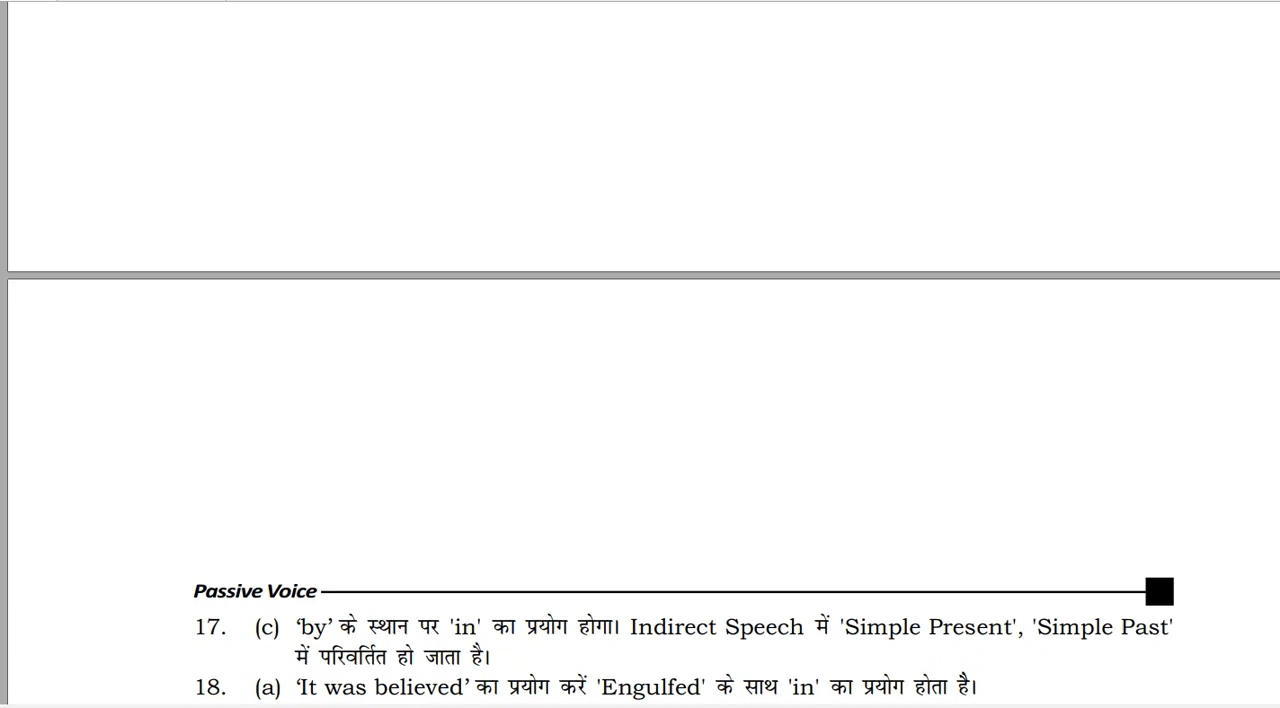 Passive Voice
17. (c) ‘by’ के स्थान पर 'in' का प्रयोग होगा। Indirect Speech में 'Simple Present', 'Simple Past'
में परिवर्तित हो जाता है।
18. (a) ‘It was believed’ का प्रयोग करें 'Engulfed' के साथ 'in' का प्रयोग होता है।